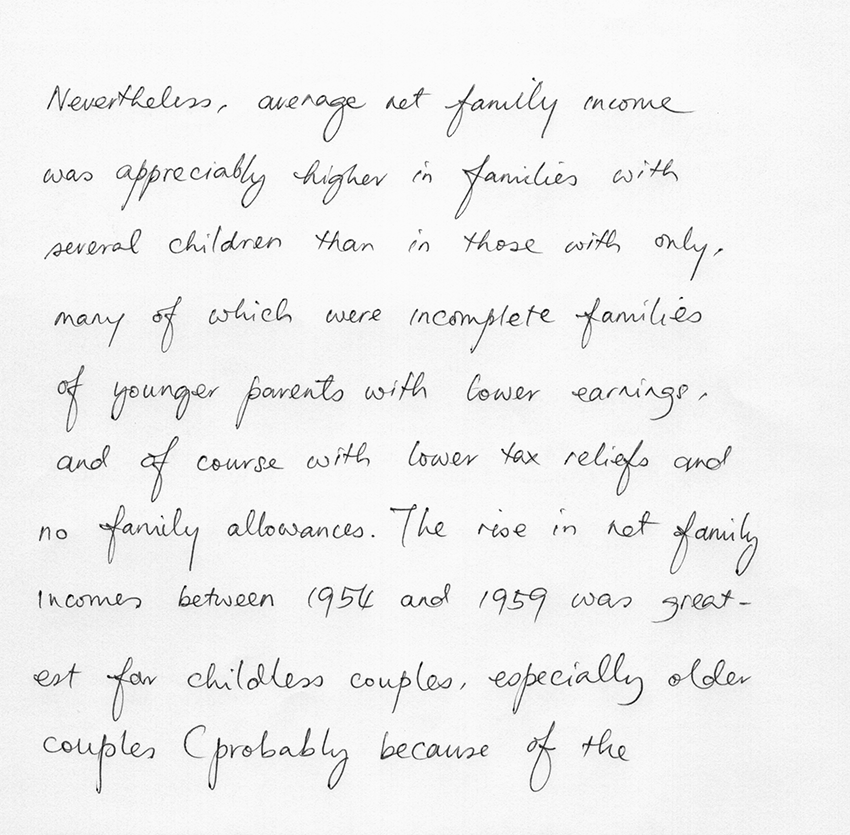 Nevertheless, average net family income
was appreciably higher in families with
several children than in those with only,
many of which were incomplete families
of younger parents with lower earnings,
and of course with lower tax reliefs and
no family allowances. The rise in net family
incomes between 1954 and 1959 was great-
est for childless couples, especially older
couples (probably because of the